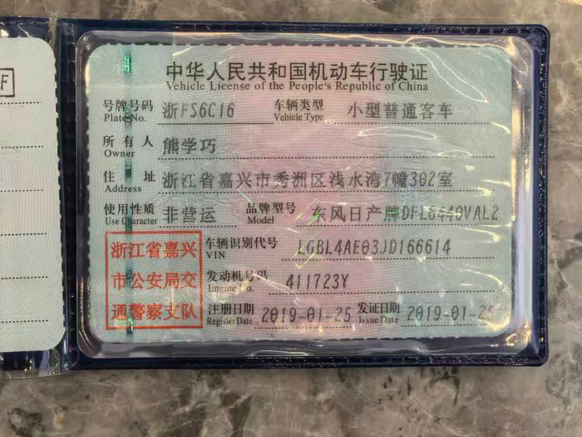 中华人民共和国机动车行驶证
Vehicle License of the People's Republic of China
号牌号码 浙FS6C16 车辆类型 小型普通客车
Plate No. Vehicle Type
所有人 熊学巧
Owner
住址 浙江省嘉兴市秀洲区浅水湾7幢302室
Address
使用性质 非营运 品牌型号 东风日产牌DFL6440VAL2
Use Character Model
浙江省嘉兴
市公安局交
通警察支队
车辆识别代号 LGBL4AE03JD166614
VIN
发动机号码 411723Y
Engine No.
注册日期 2019-01-25 发证日期 2019-01-25
Register Date Issue Date